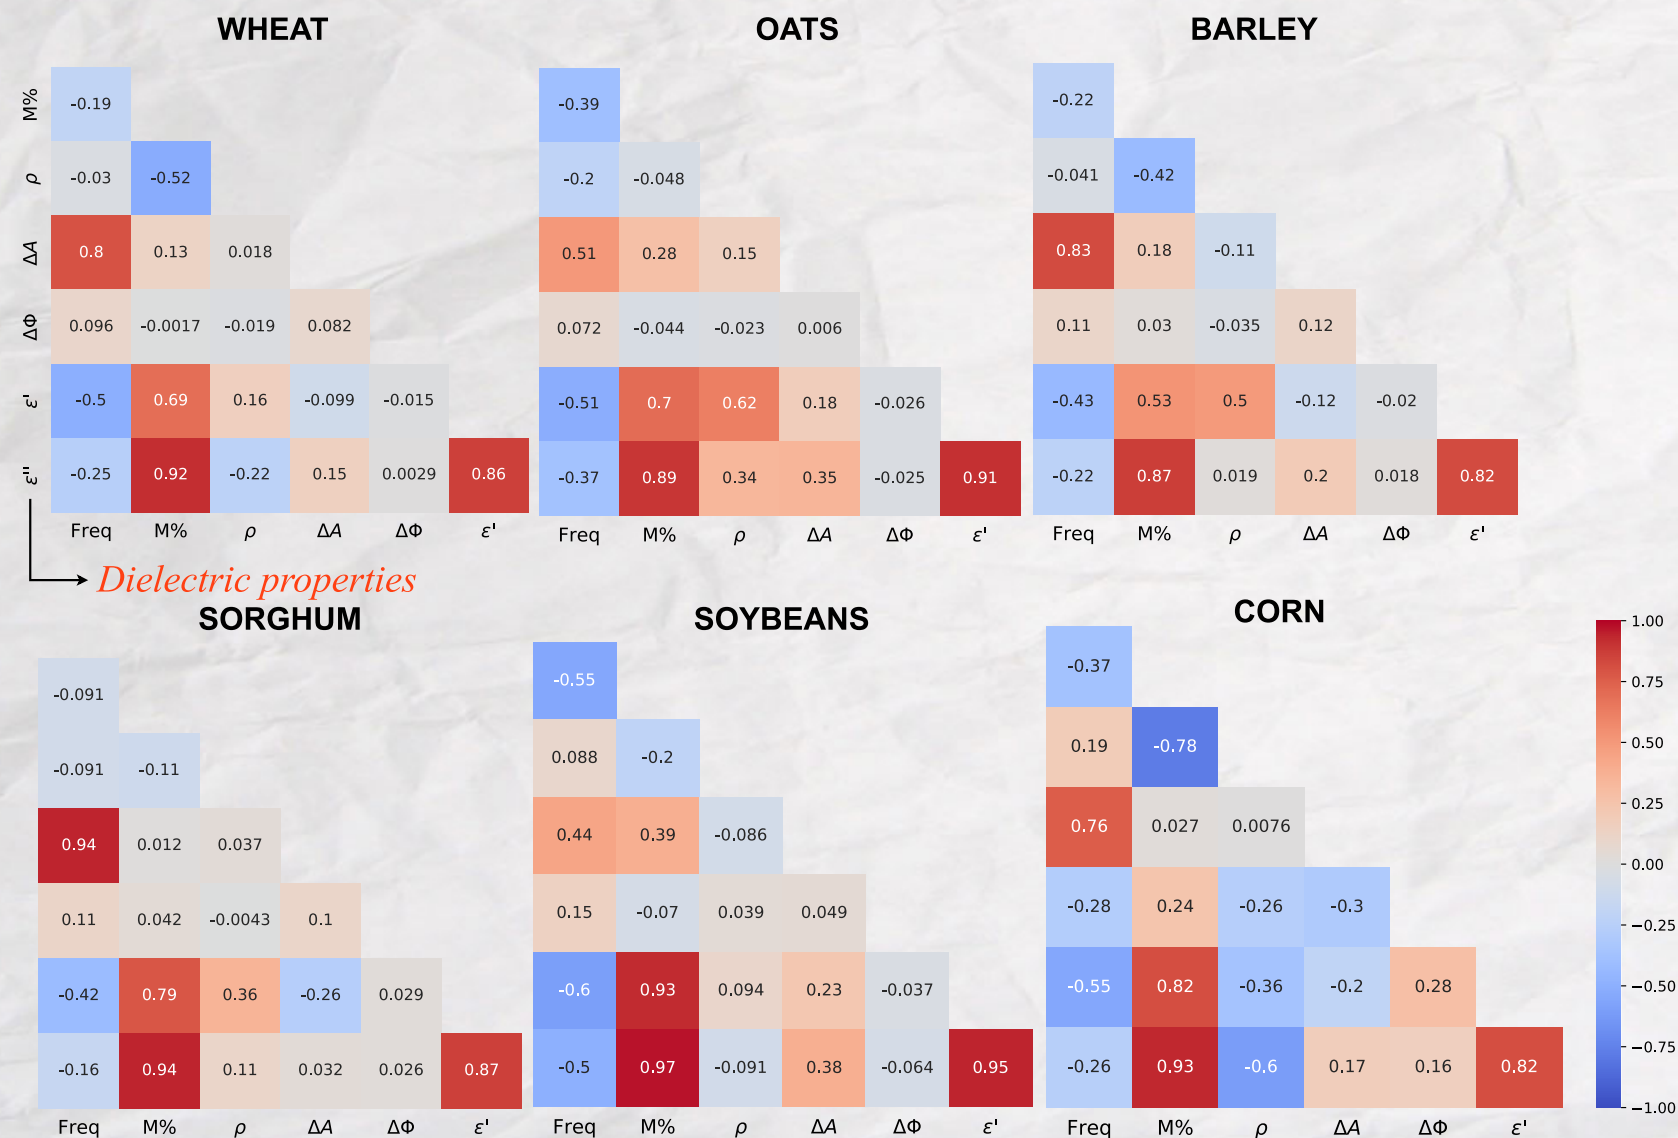 WHEAT
M% -0.19
ρ -0.03 -0.52
ΔA 0.8 0.13 0.018
ΔΦ 0.096 -0.0017 -0.019 0.082
ε' -0.5 0.69 0.16 -0.099 -0.015
ε'' -0.25 0.92 -0.22 0.15 0.0029 0.86
Freq M% ρ ΔA ΔΦ ε'
Dielectric properties
OATS
-0.39
-0.2 -0.048
0.51 0.28 0.15
0.072 -0.044 -0.023 0.006
-0.51 0.7 0.62 0.18 -0.026
-0.37 0.89 0.34 0.35 -0.025 0.91
Freq M% ρ ΔA ΔΦ ε'
BARLEY
-0.22
-0.041 -0.42
0.83 0.18 -0.11
0.11 0.03 -0.035 0.12
-0.43 0.53 0.5 -0.12 -0.02
-0.22 0.87 0.019 0.2 0.018 0.82
Freq M% ρ ΔA ΔΦ ε'
SORGHUM
-0.091
-0.091 -0.11
0.94 0.012 0.037
0.11 0.042 -0.0043 0.1
-0.42 0.79 0.36 -0.26 0.029
-0.16 0.94 0.11 0.032 0.026 0.87
Freq M% ρ ΔA ΔΦ ε'
SOYBEANS
-0.55
0.088 -0.2
0.44 0.39 -0.086
0.15 -0.07 0.039 0.049
-0.6 0.93 0.094 0.23 -0.037
-0.5 0.97 -0.091 0.38 -0.064 0.95
Freq M% ρ ΔA ΔΦ ε'
CORN
-0.37
0.19 -0.78
0.76 0.027 0.0076
-0.28 0.24 -0.26 -0.3
-0.55 0.82 -0.36 -0.2 0.28
-0.26 0.93 -0.6 0.17 0.16 0.82
Freq M% ρ ΔA ΔΦ ε'
1.00
0.75
0.50
0.25
0.00
−0.25
−0.50
−0.75
−1.00